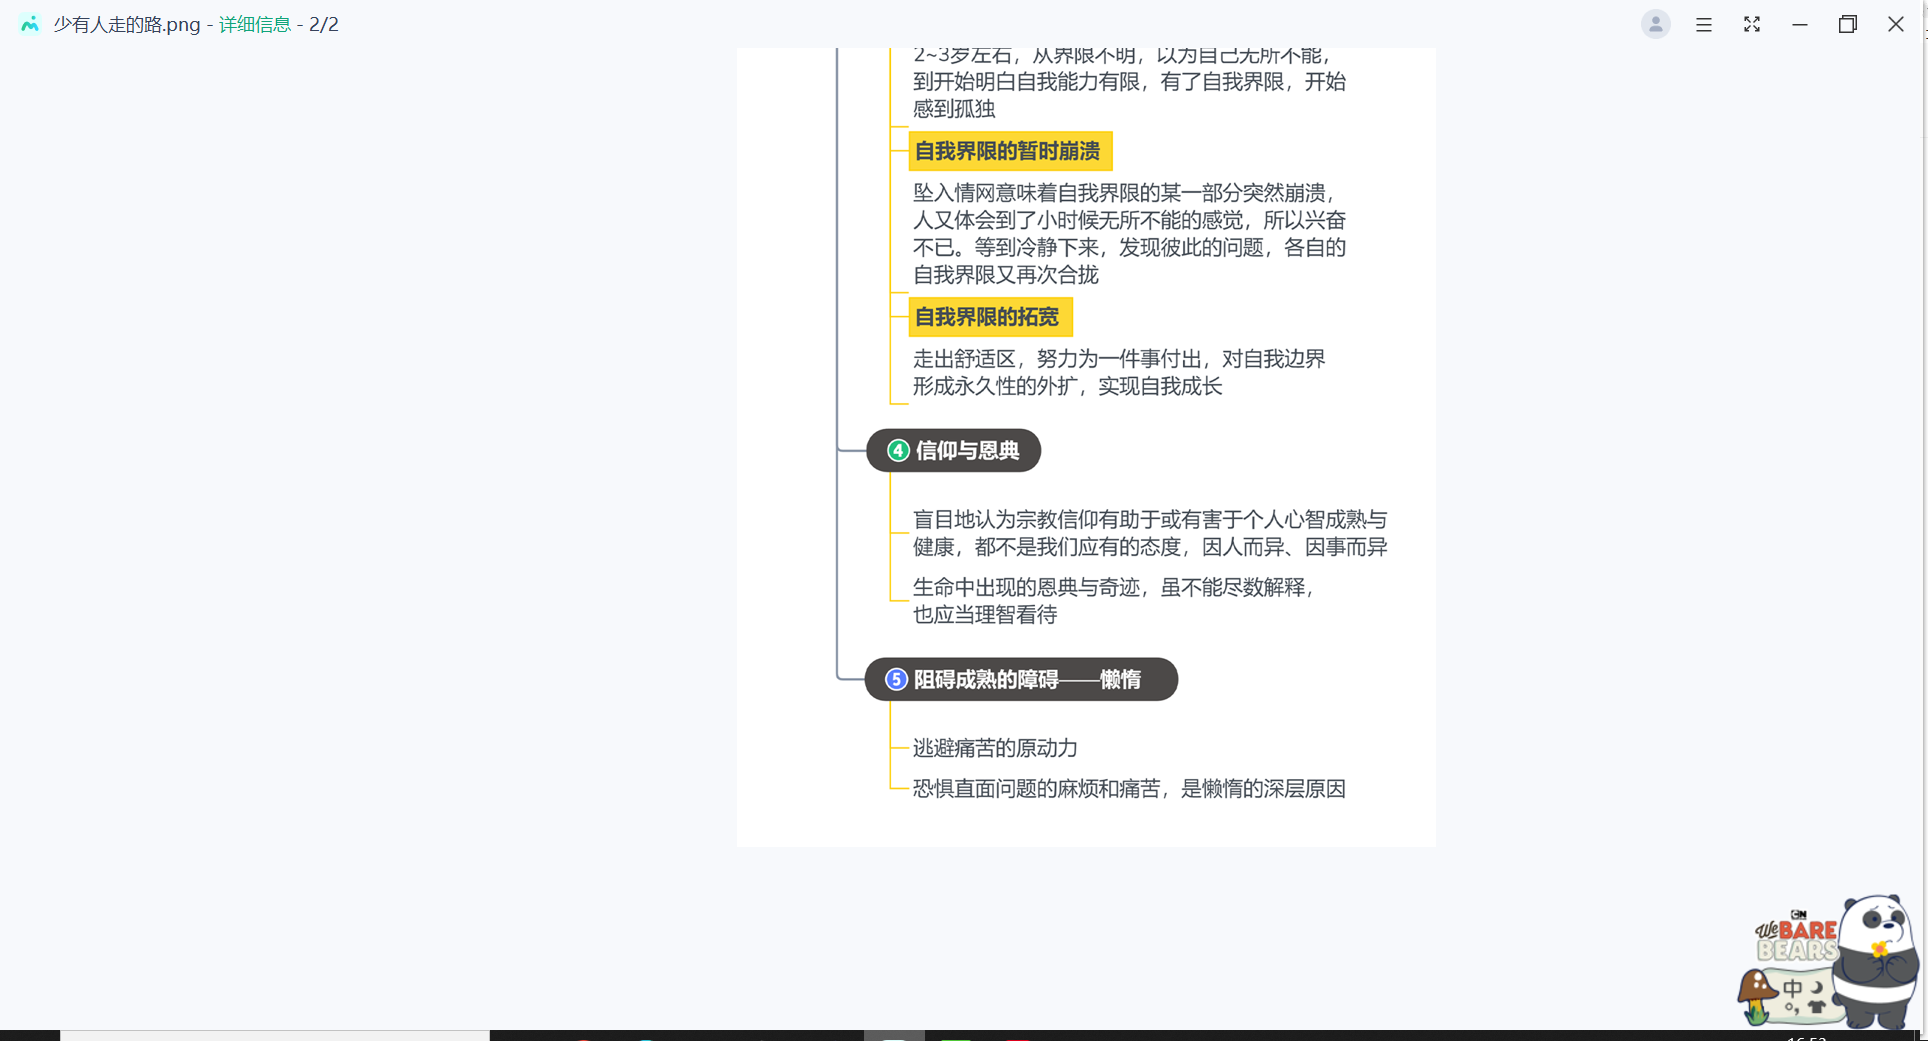 少有人走的路.png - 详细信息 - 2/2
2~3岁左右，从界限不明，以为自己无所不能，
到开始明白自我能力有限，有了自我界限，开始
感到孤独
自我界限的暂时崩溃
坠入情网意味着自我界限的某一部分突然崩溃，
人又体会到了小时候无所不能的感觉，所以兴奋
不已。等到冷静下来，发现彼此的问题，各自的
自我界限又再次合拢
自我界限的拓宽
走出舒适区，努力为一件事付出，对自我边界
形成永久性的外扩，实现自我成长
4 信仰与恩典
盲目地认为宗教信仰有助于或有害于个人心智成熟与
健康，都不是我们应有的态度，因人而异、因事而异
生命中出现的恩典与奇迹，虽不能尽数解释，
也应当理智看待
5 阻碍成熟的障碍——懒惰
逃避痛苦的原动力
恐惧直面问题的麻烦和痛苦，是懒惰的深层原因
CN
We BARE
BEARS
中